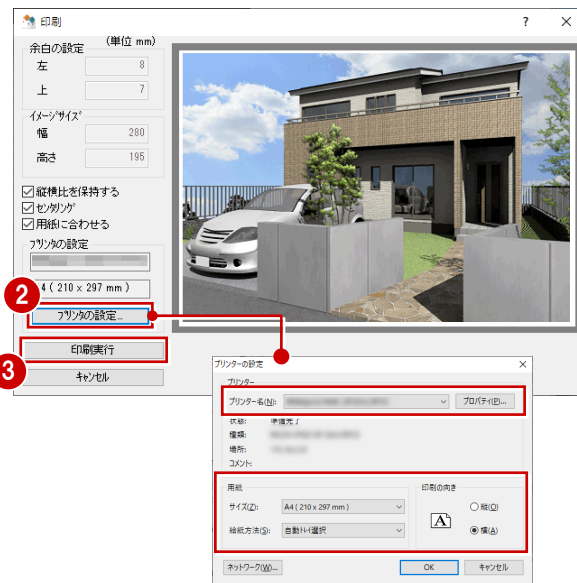 印刷
? ×
余白の設定 (単位 mm)
左 8
上 7
イメージサイズ
幅 280
高さ 195
縦横比を保持する
センタリング
用紙に合わせる
プリンタの設定
4 ( 210 × 297 mm )
2
プリンタの設定...
3
印刷実行
キャンセル
プリンターの設定 ×
プリンター
プリンター名(N):
プロパティ(P)...
状態: 準備完了
種類:
場所:
コメント:
用紙
サイズ(Z): A4 ( 210 x 297 mm )
給紙方法(S): 自動トレイ選択
印刷の向き
A
縦(O)
横(A)
ネットワーク(W)...
OK
キャンセル